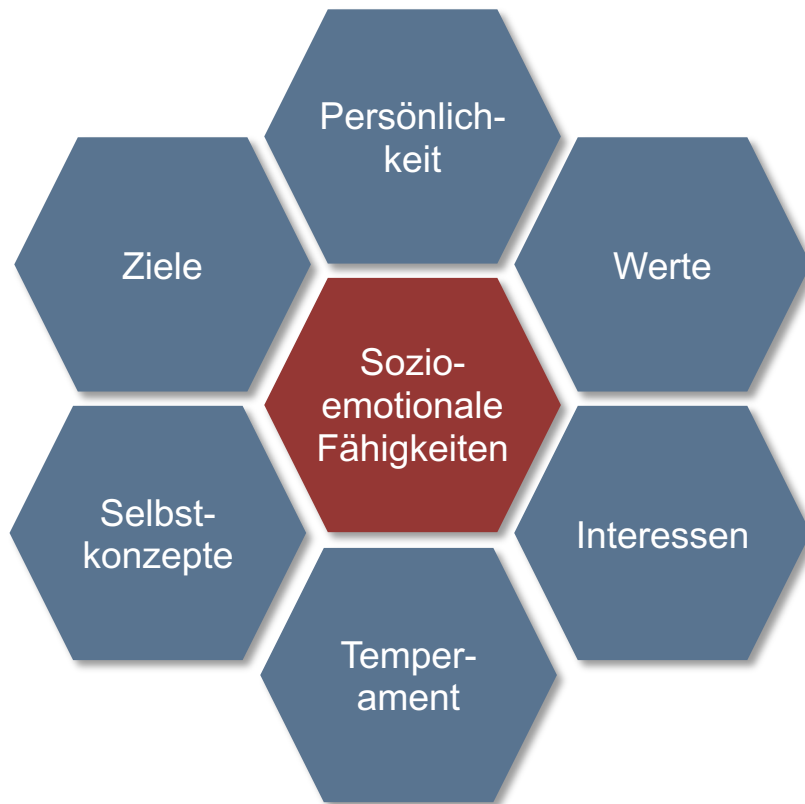 Persönlich-
keit
Ziele
Werte
Sozio-
emotionale
Fähigkeiten
Selbst-
konzepte
Interessen
Temper-
ament